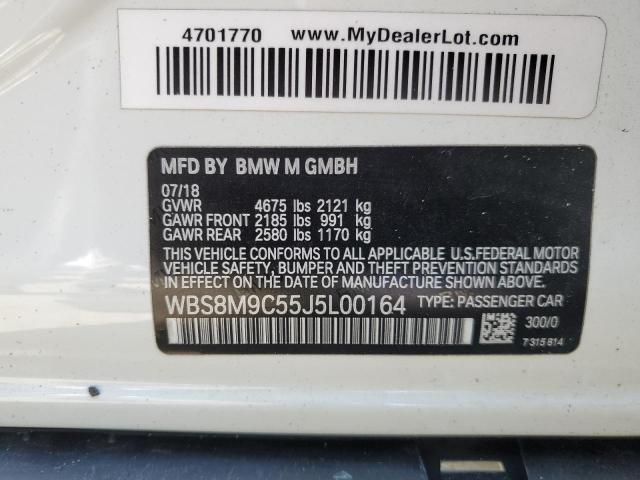 4701770 www.MyDealerLot.com
MFD BY BMW M GMBH
07/18
GVWR 4675 lbs 2121 kg
GAWR FRONT 2185 lbs 991 kg
GAWR REAR 2580 lbs 1170 kg
THIS VEHICLE CONFORMS TO ALL APPLICABLE U.S.FEDERAL MOTOR
VEHICLE SAFETY, BUMPER AND THEFT PREVENTION STANDARDS
IN EFFECT ON THE DATE OF MANUFACTURE SHOWN ABOVE.
WBS8M9C55J5L00164 TYPE: PASSENGER CAR
300/0
7315814